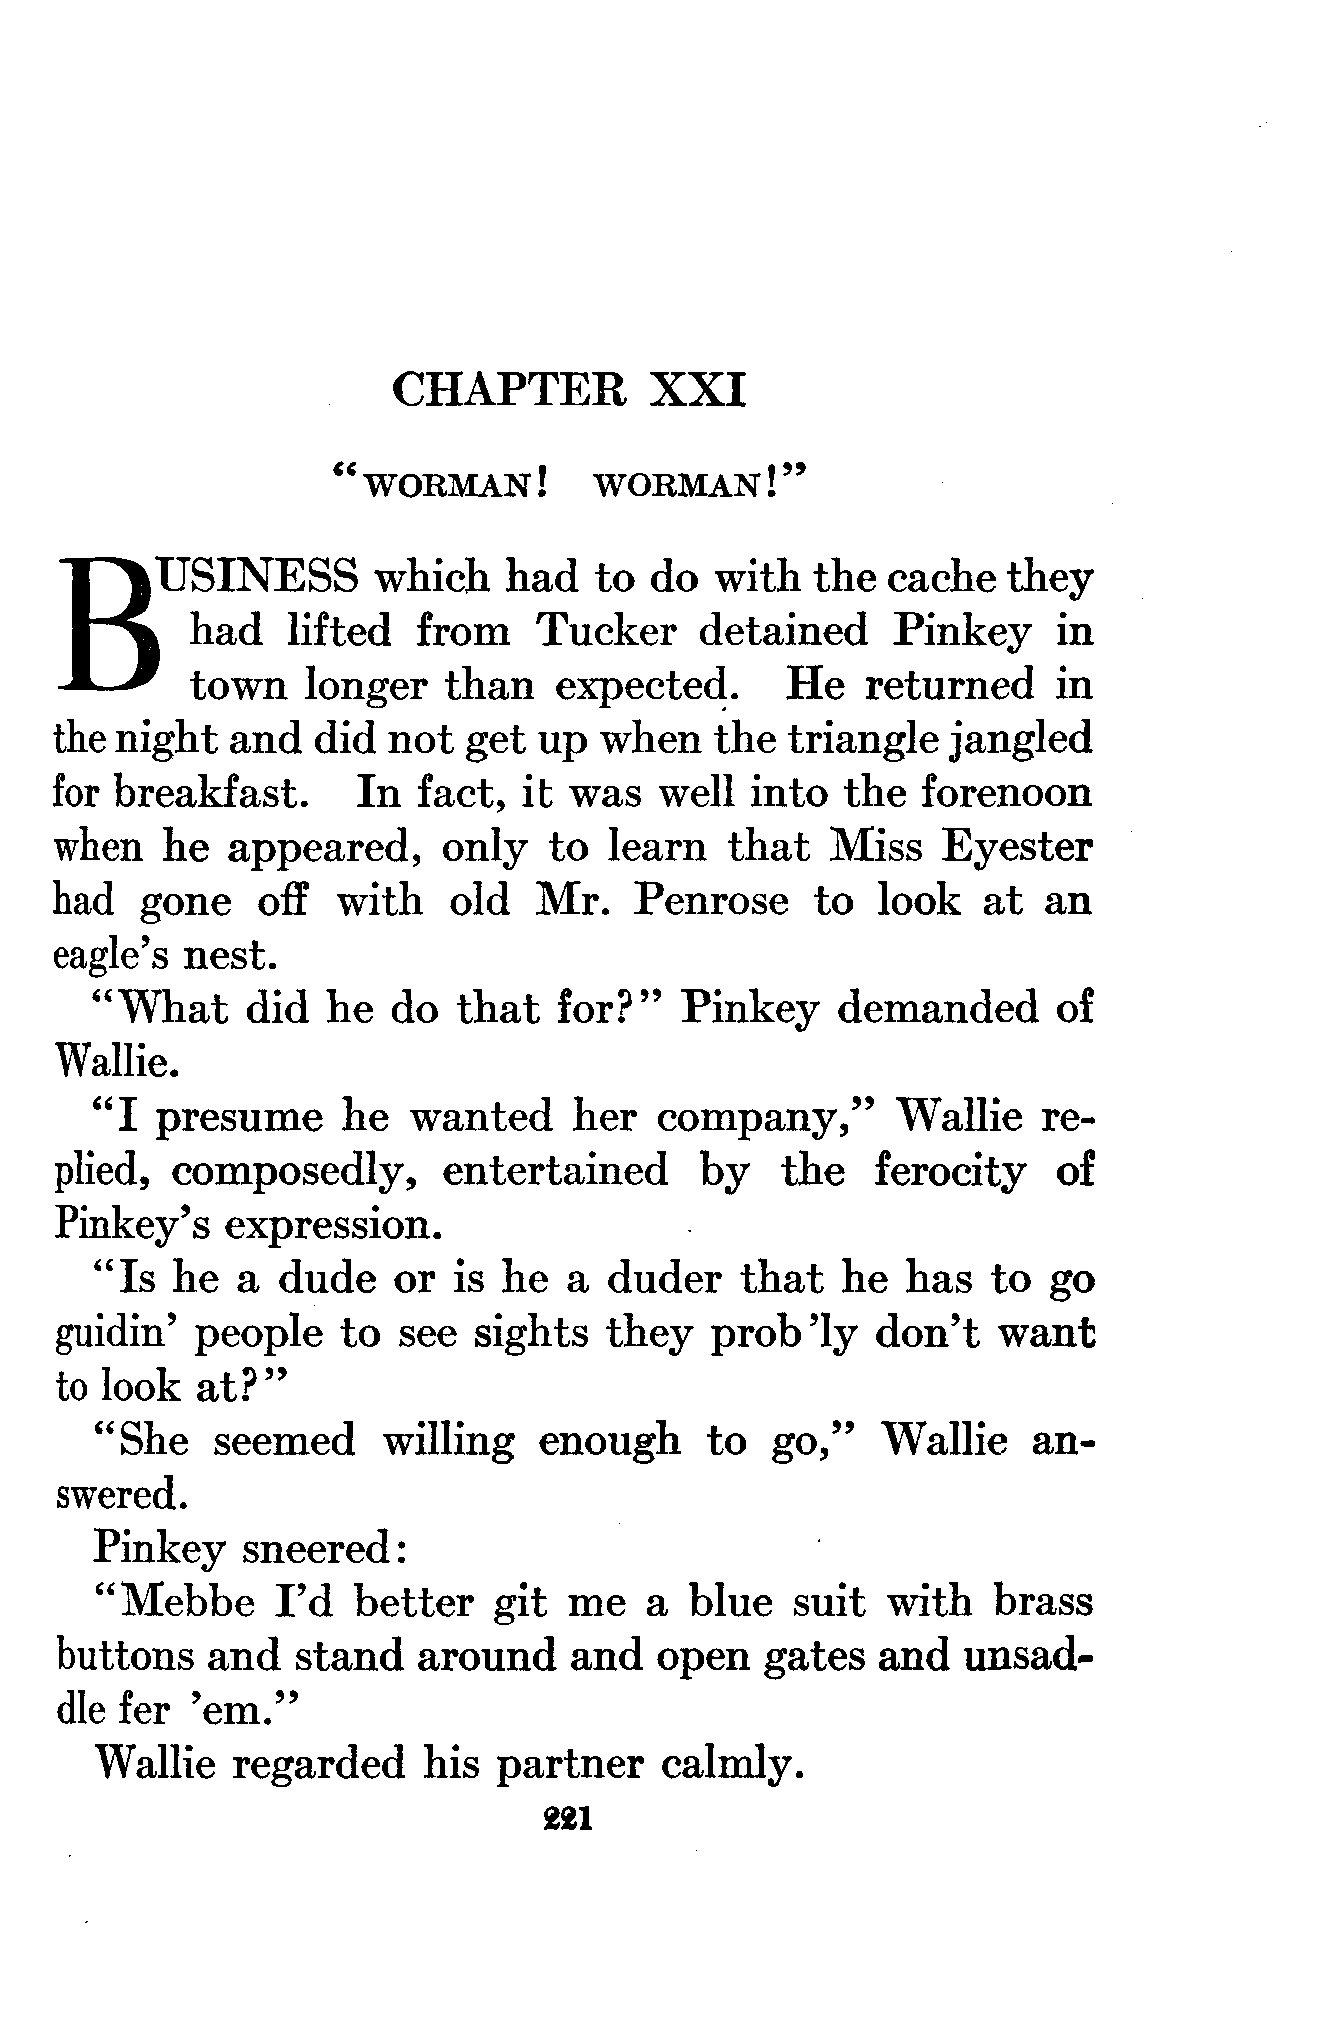 CHAPTER XXI
“WORMAN! WORMAN!”
BUSINESS which had to do with the cache they
had lifted from Tucker detained Pinkey in
town longer than expected. He returned in
the night and did not get up when the triangle jangled
for breakfast. In fact, it was well into the forenoon
when he appeared, only to learn that Miss Eyester
had gone off with old Mr. Penrose to look at an
eagle’s nest.
“What did he do that for?” Pinkey demanded of
Wallie.
“I presume he wanted her company,” Wallie re-
plied, composedly, entertained by the ferocity of
Pinkey’s expression.
“Is he a dude or is he a duder that he has to go
guidin’ people to see sights they prob’ly don’t want
to look at?”
“She seemed willing enough to go,” Wallie an-
swered.
Pinkey sneered:
“Mebbe I’d better git me a blue suit with brass
buttons and stand around and open gates and unsad-
dle fer ’em.”
Wallie regarded his partner calmly.
221